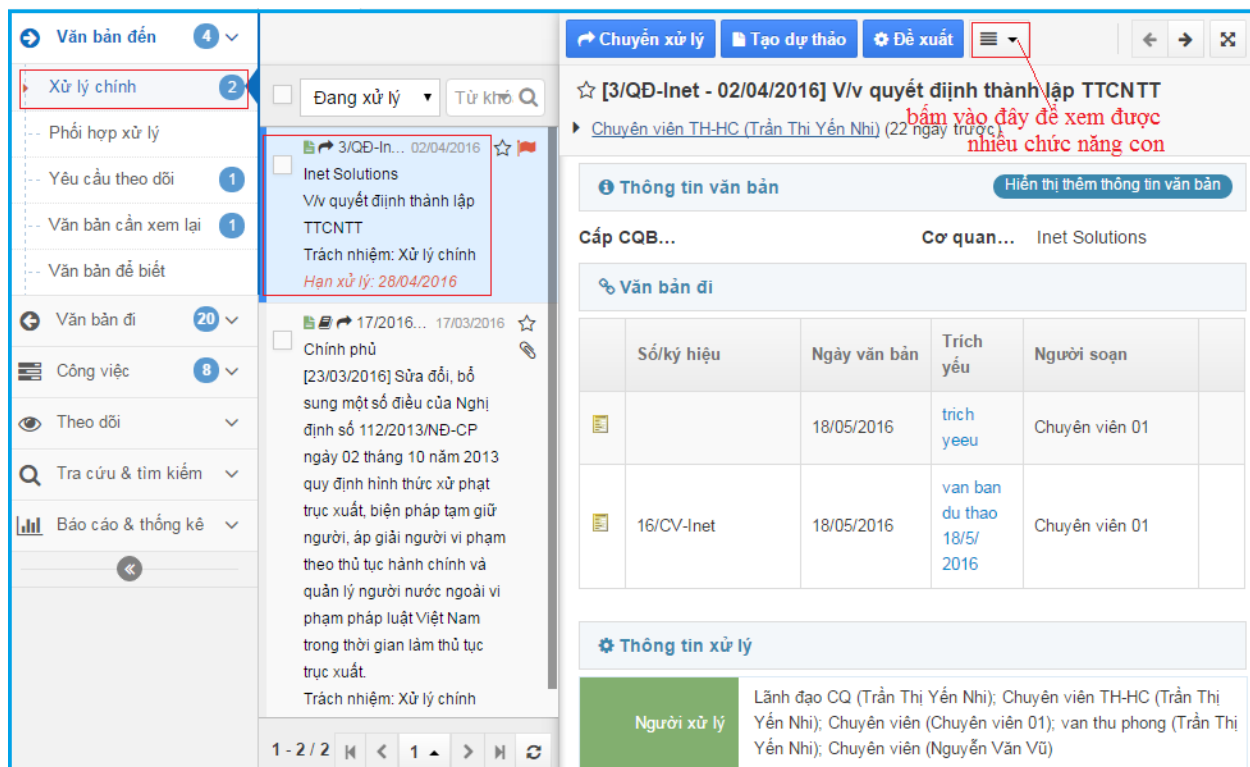 Văn bản đến 4
Xử lý chính 2
Phối hợp xử lý
Yêu cầu theo dõi 1
Văn bản cần xem lại 1
Văn bản để biết
Văn bản đi 20
Công việc 8
Theo dõi
Tra cứu & tìm kiếm
Báo cáo & thống kê
Đang xử lý
Từ khó
3/QĐ-In... 02/04/2016
Inet Solutions
V/v quyết điịnh thành lập
TTCNTT
Trách nhiệm: Xử lý chính
Hạn xử lý: 28/04/2016
17/2016... 17/03/2016
Chính phủ
[23/03/2016] Sửa đổi, bổ
sung một số điều của Nghị
định số 112/2013/NĐ-CP
ngày 02 tháng 10 năm 2013
quy định hình thức xử phạt
trục xuất, biện pháp tạm giữ
người, áp giải người vi phạm
theo thủ tục hành chính và
quản lý người nước ngoài vi
phạm pháp luật Việt Nam
trong thời gian làm thủ tục
trục xuất.
Trách nhiệm: Xử lý chính
1 - 2 / 2 1
Chuyển xử lý Tạo dự thảo Đề xuất
[3/QĐ-Inet - 02/04/2016] V/v quyết điịnh thành lập TTCNTT
bấm vào đây để xem được
nhiều chức năng con
Chuyên viên TH-HC (Trần Thi Yến Nhi) (22 ngày trước)
Thông tin văn bản Hiển thị thêm thông tin văn bản
Cấp CQB... Cơ quan... Inet Solutions
Văn bản đi
Số/ký hiệu Ngày văn bản Trích yếu Người soạn
18/05/2016 trich yeeu Chuyên viên 01
16/CV-Inet 18/05/2016 van ban du thao 18/5/ 2016 Chuyên viên 01
Thông tin xử lý
Người xử lý
Lãnh đạo CQ (Trần Thị Yến Nhi); Chuyên viên TH-HC (Trần Thị
Yến Nhi); Chuyên viên (Chuyên viên 01); van thu phong (Trần Thị
Yến Nhi); Chuyên viên (Nguyễn Văn Vũ)